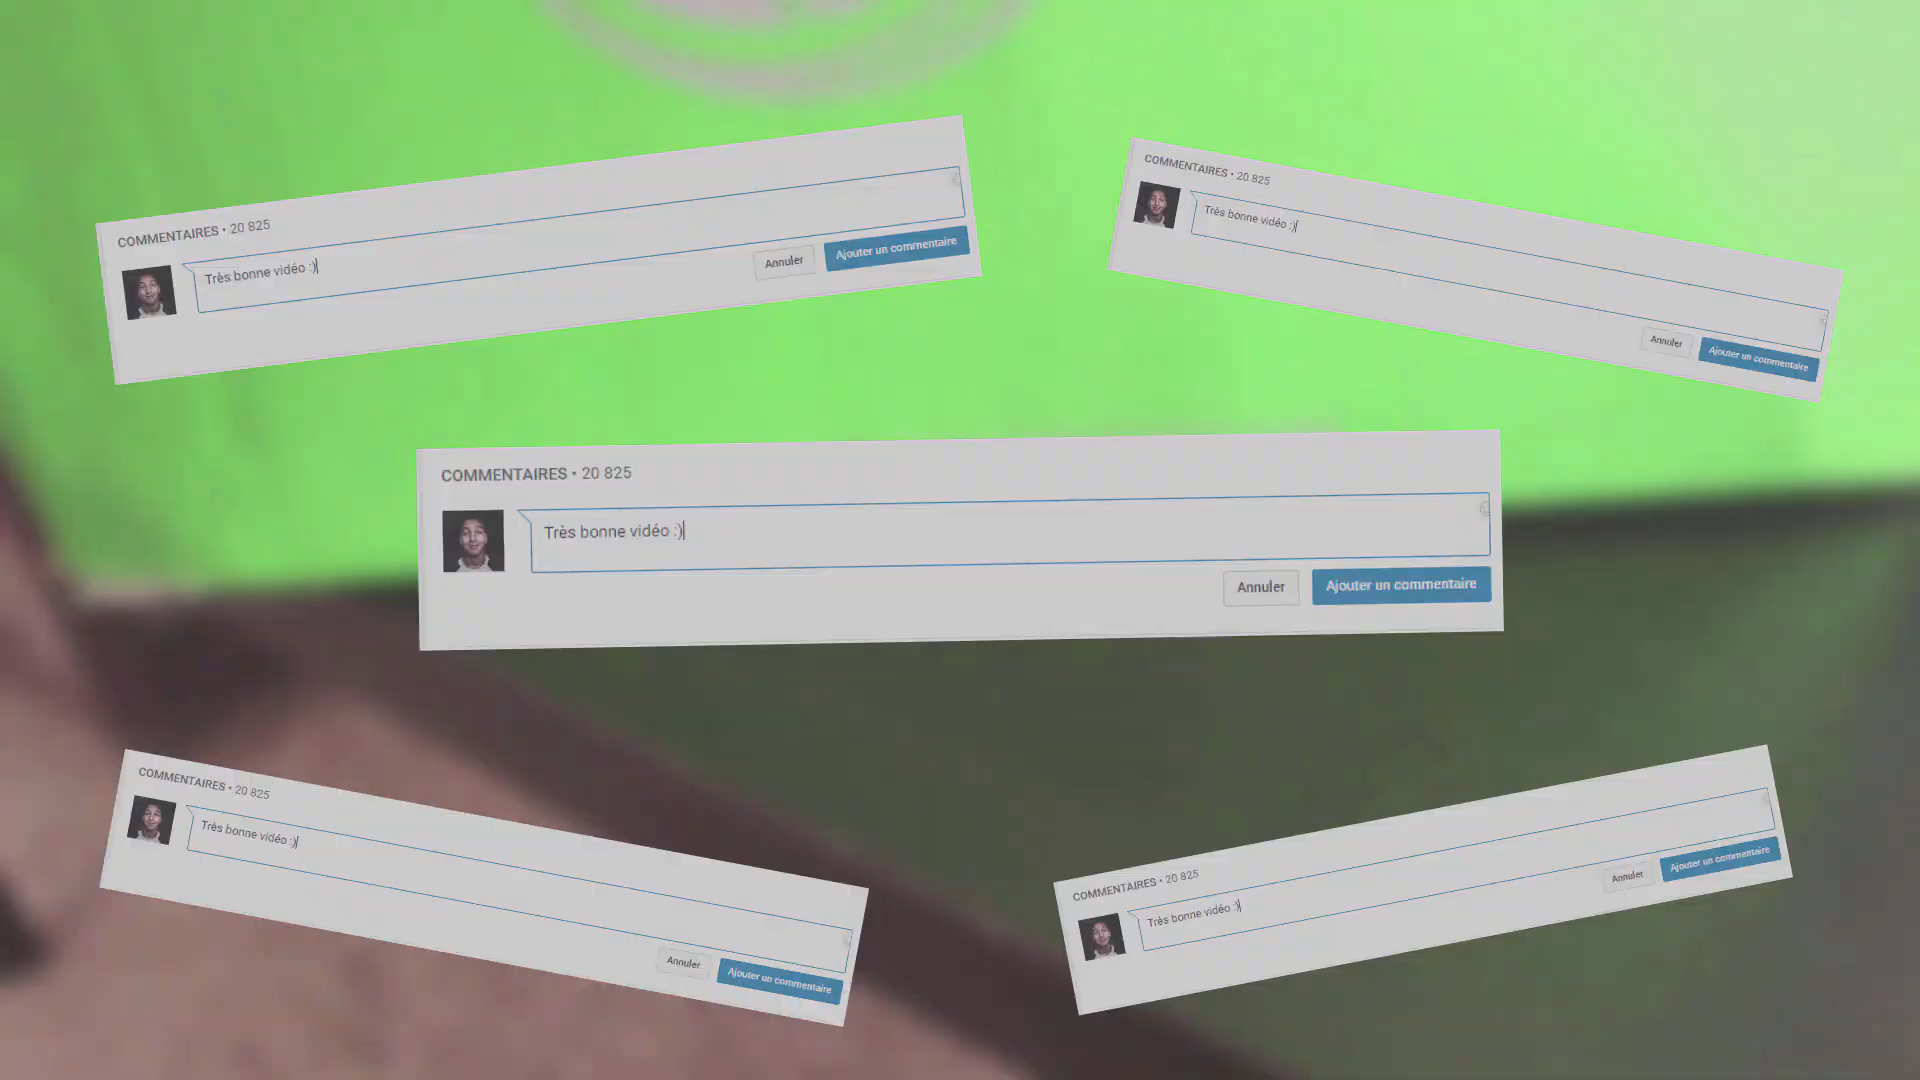 COMMENTAIRES • 20 825
Très bonne vidéo :)
Annuler
Ajouter un commentaire
COMMENTAIRES • 20 825
Très bonne vidéo :)
Annuler
Ajouter un commentaire
COMMENTAIRES • 20 825
Très bonne vidéo :)
Annuler
Ajouter un commentaire
COMMENTAIRES • 20 825
Très bonne vidéo :)
Annuler
Ajouter un commentaire
COMMENTAIRES • 20 825
Très bonne vidéo :)
Annuler
Ajouter un commentaire